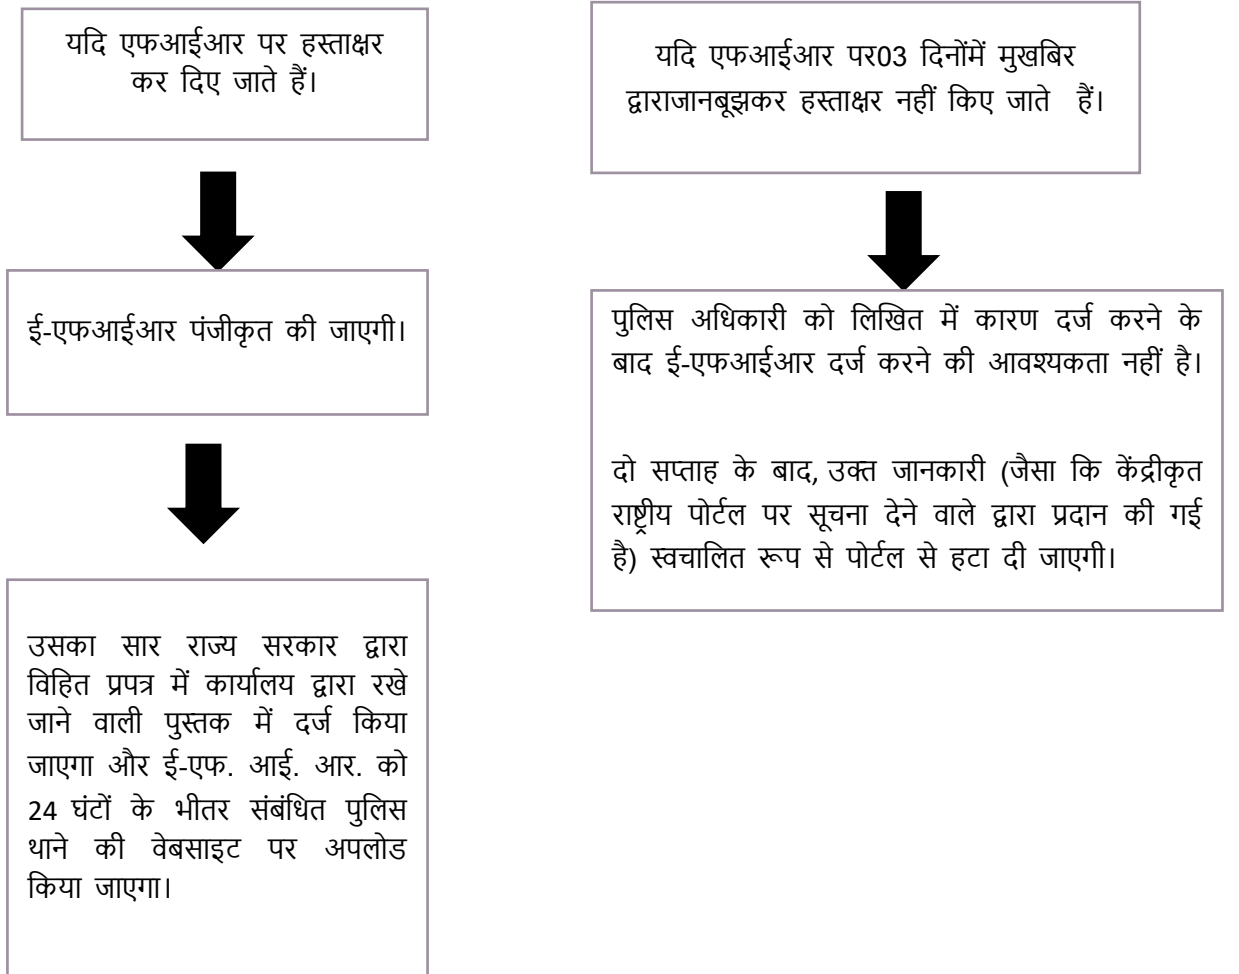 यदि एफआईआर पर हस्ताक्षर
कर दिए जाते हैं।
ई-एफआईआर पंजीकृत की जाएगी।
उसका सार राज्य सरकार द्वारा
विहित प्रपत्र में कार्यालय द्वारा रखे
जाने वाली पुस्तक में दर्ज किया
जाएगा और ई-एफ. आई. आर. को
24 घंटों के भीतर संबंधित पुलिस
थाने की वेबसाइट पर अपलोड
किया जाएगा।
यदि एफआईआर पर03 दिनोंमें मुखबिर
द्वाराजानबूझकर हस्ताक्षर नहीं किए जाते हैं।
पुलिस अधिकारी को लिखित में कारण दर्ज करने के
बाद ई-एफआईआर दर्ज करने की आवश्यकता नहीं है।
दो सप्ताह के बाद, उक्त जानकारी (जैसा कि केंद्रीकृत
राष्ट्रीय पोर्टल पर सूचना देने वाले द्वारा प्रदान की गई
है) स्वचालित रूप से पोर्टल से हटा दी जाएगी।